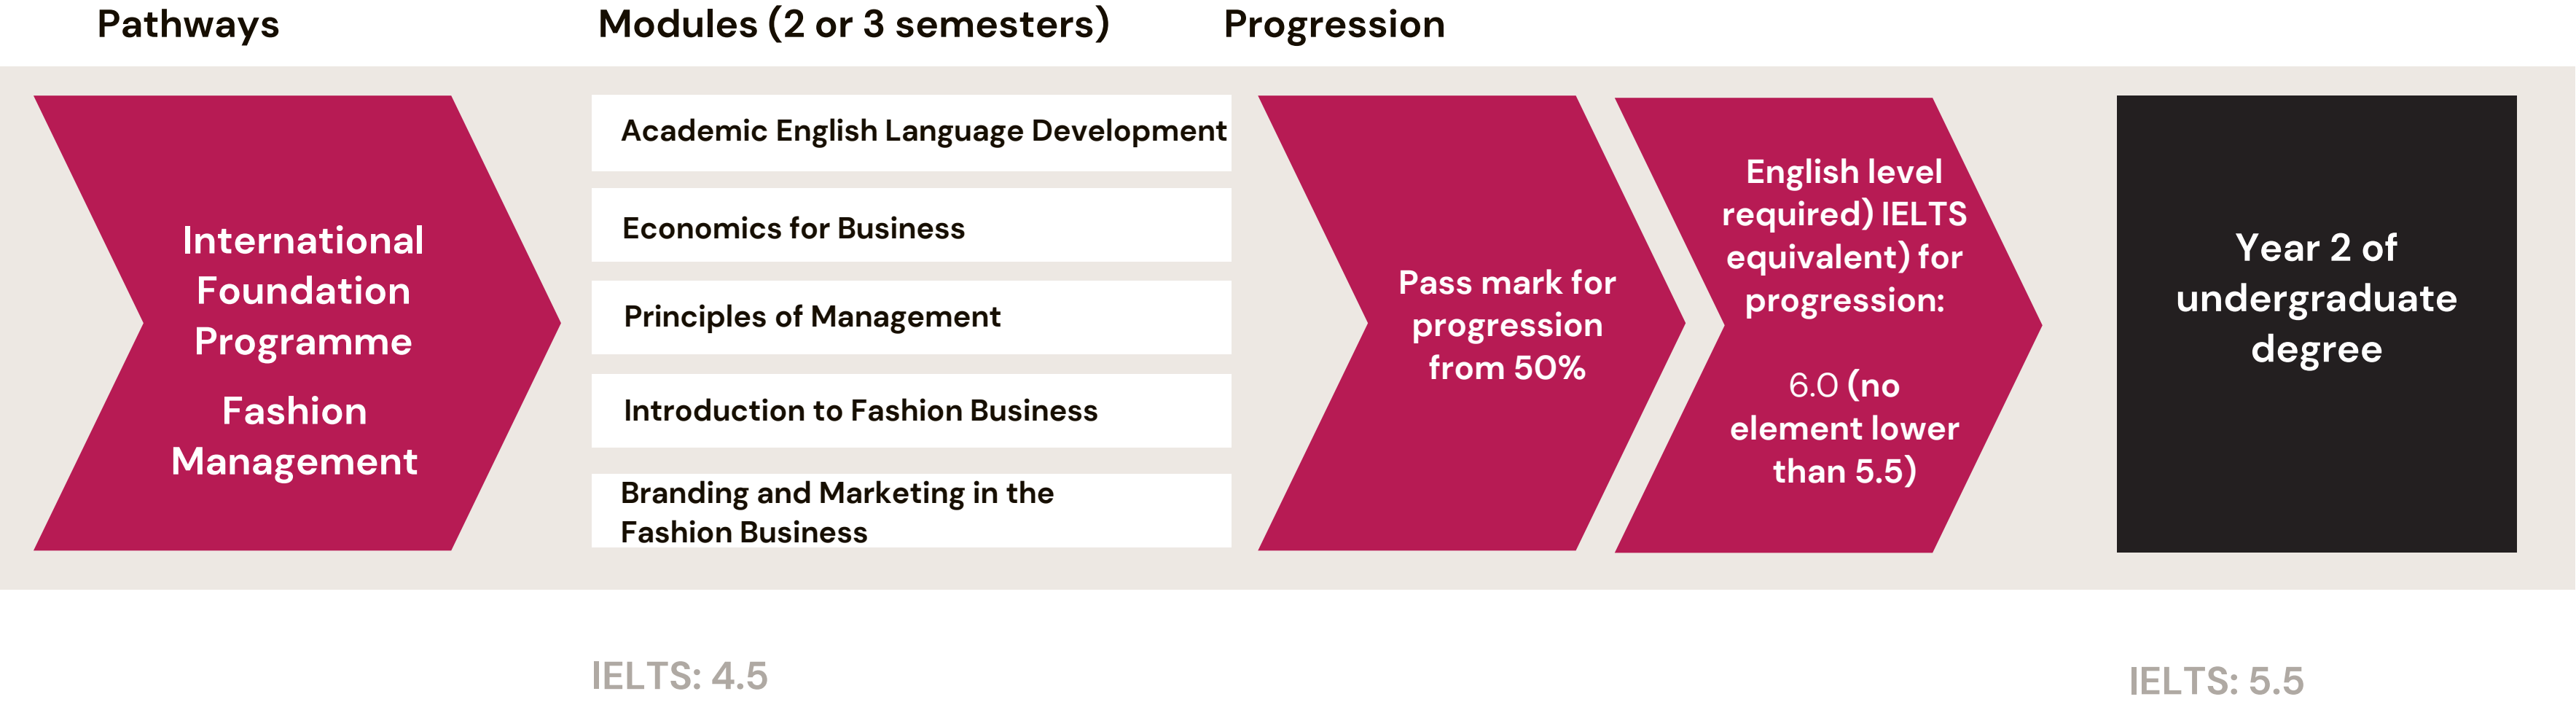 Pathways
Modules (2 or 3 semesters)
Progression
International
Foundation
Programme
Fashion
Management
Academic English Language Development
Economics for Business
Principles of Management
Introduction to Fashion Business
Branding and Marketing in the
Fashion Business
Pass mark for
progression
from 50%
English level
required) IELTS
equivalent) for
progression:
6.0 (no
element lower
than 5.5)
Year 2 of
undergraduate
degree
IELTS: 4.5
IELTS: 5.5